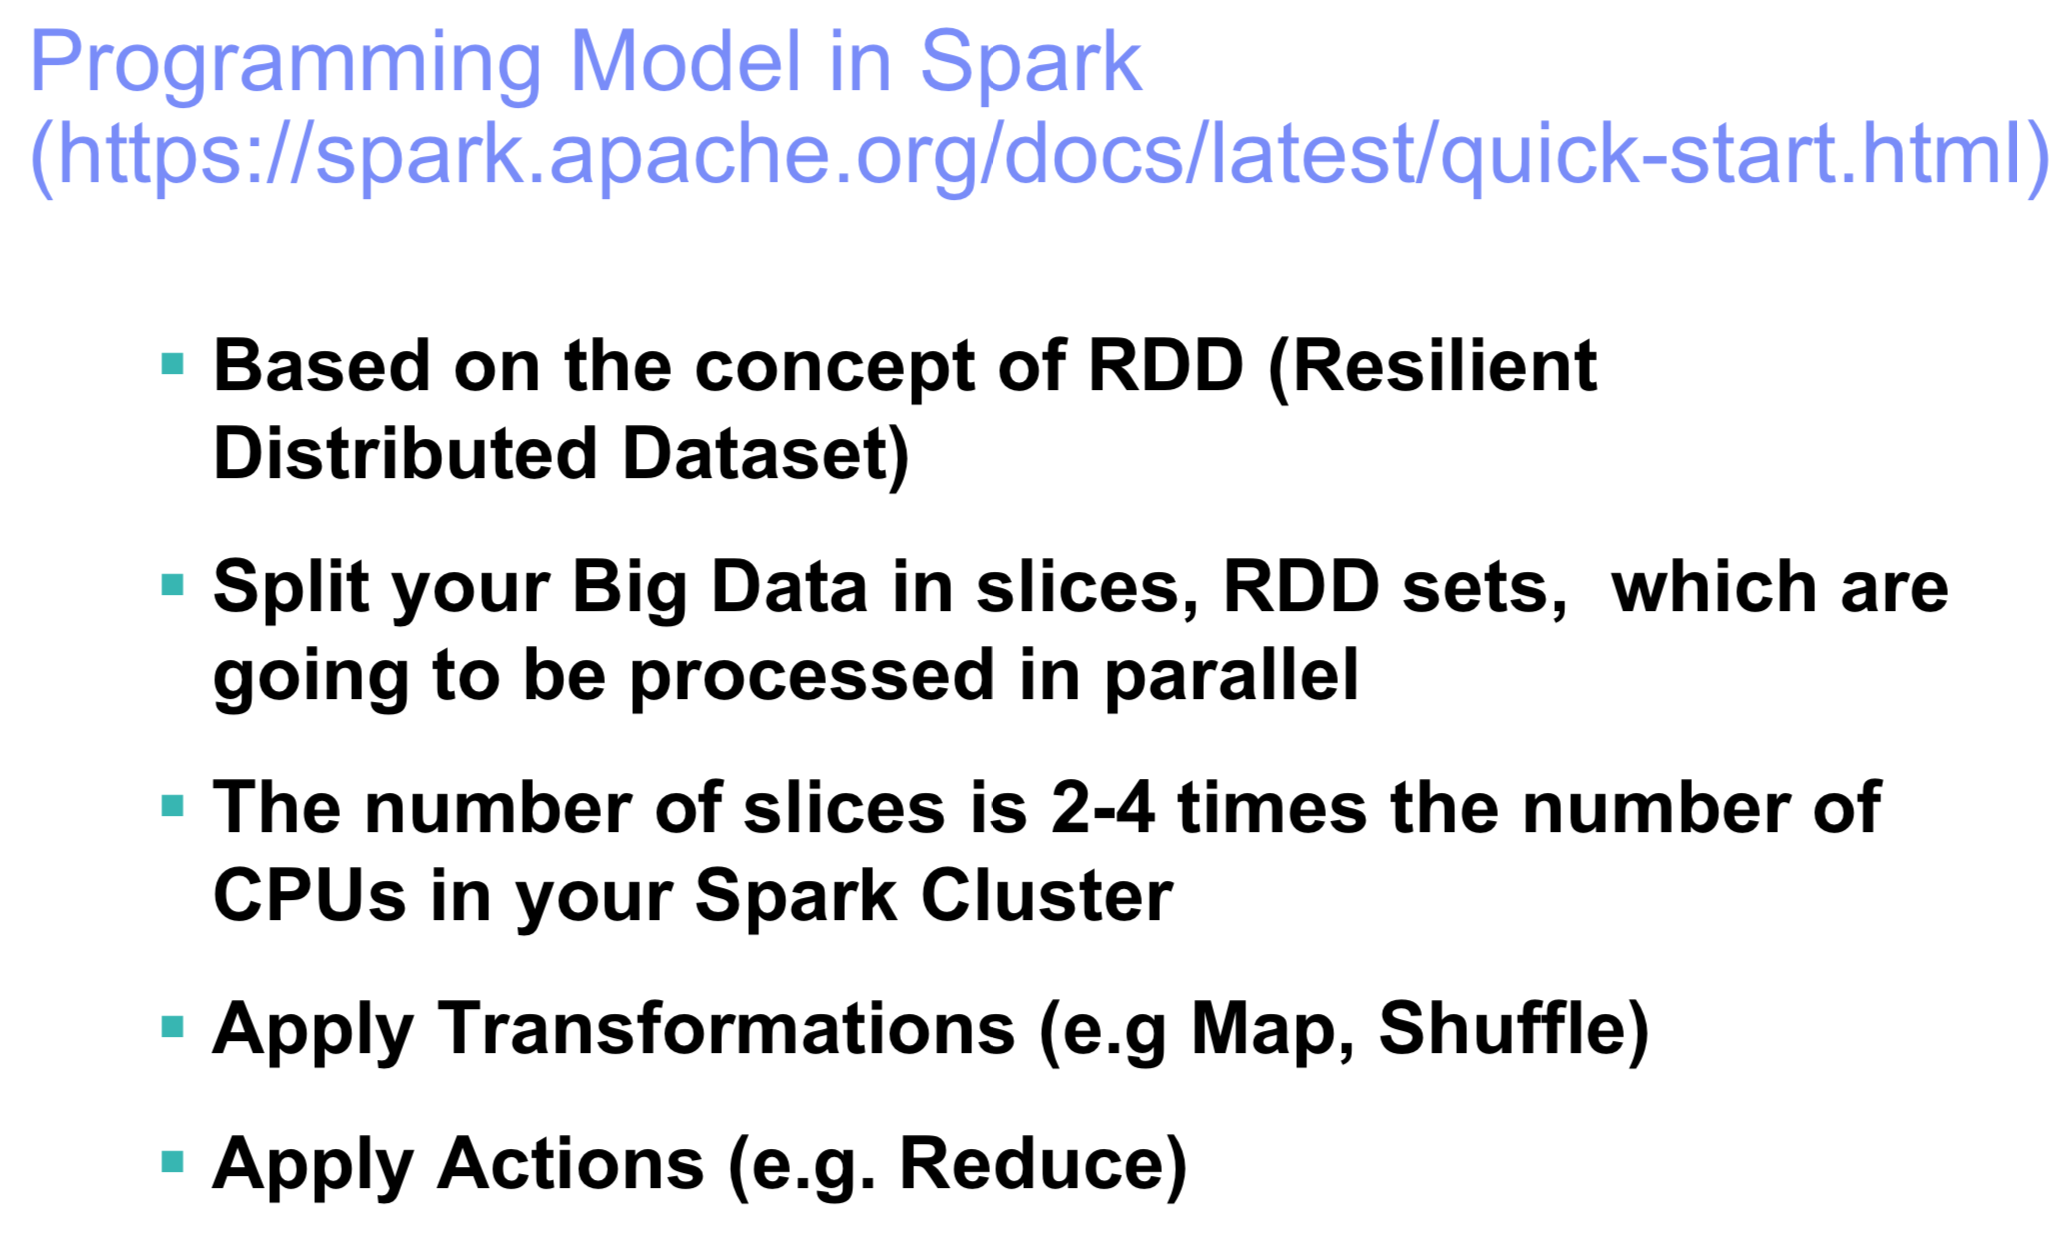 Programming Model in Spark
(https://spark.apache.org/docs/latest/quick-start.html)
▪ Based on the concept of RDD (Resilient
Distributed Dataset)
▪ Split your Big Data in slices, RDD sets,  which are
going to be processed in parallel
▪ The number of slices is 2-4 times the number of
CPUs in your Spark Cluster
▪ Apply Transformations (e.g Map, Shuffle)
▪ Apply Actions (e.g. Reduce)